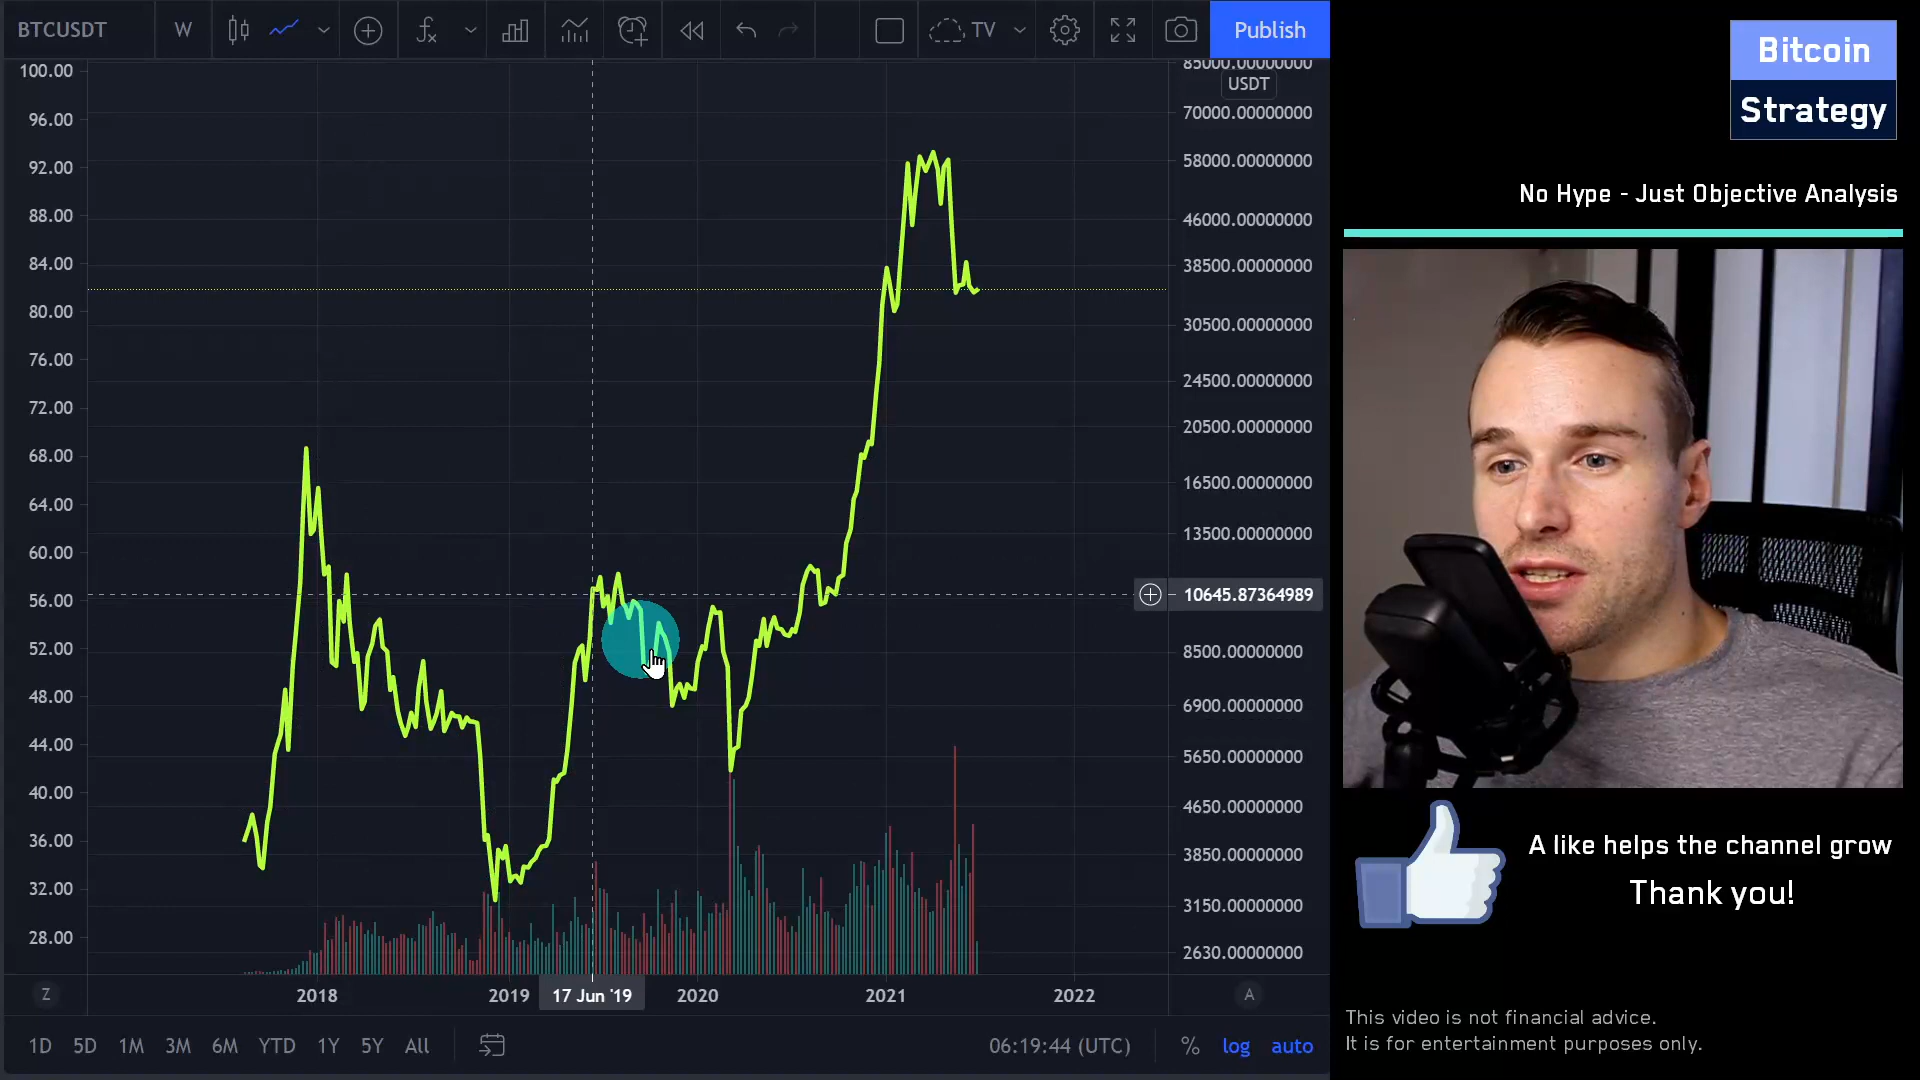 BTCUSDT
W
TV
Publish
100.00
96.00
92.00
88.00
84.00
80.00
76.00
72.00
68.00
64.00
60.00
56.00
52.00
48.00
44.00
40.00
36.00
32.00
28.00
85000.00000000
USDT
70000.00000000
58000.00000000
46000.00000000
38500.00000000
30500.00000000
24500.00000000
20500.00000000
16500.00000000
13500.00000000
10645.87364989
8500.00000000
6900.00000000
5650.00000000
4650.00000000
3850.00000000
3150.00000000
2630.00000000
Z
2018
2019
17 Jun '19
2020
2021
2022
A
1D 5D 1M 3M 6M YTD 1Y 5Y All
06:19:44 (UTC)
%
log
auto
Bitcoin
Strategy
No Hype - Just Objective Analysis
A like helps the channel grow
Thank you!
This video is not financial advice.
It is for entertainment purposes only.